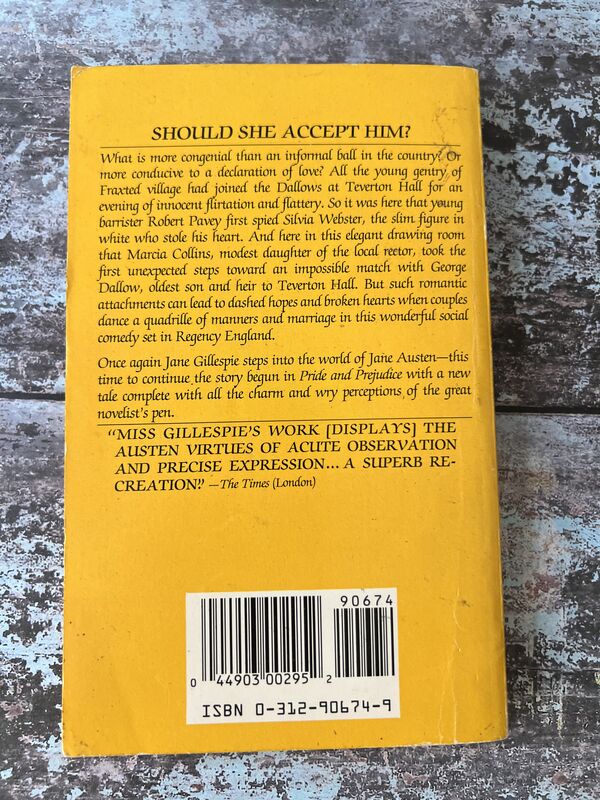 SHOULD SHE ACCEPT HIM?
What is more congenial than an informal ball in the country? Or
more conducive to a declaration of love? All the young gentry of
Fraxted village had joined the Dallows at Teverton Hall for an
evening of innocent flirtation and flattery. So it was here that young
barrister Robert Pavey first spied Silvia Webster, the slim figure in
white who stole his heart. And here in this elegant drawing room
that Marcia Collins, modest daughter of the local rector, took the
first unexpected steps toward an impossible match with George
Dallow, oldest son and heir to Teverton Hall. But such romantic
attachments can lead to dashed hopes and broken hearts when couples
dance a quadrille of manners and marriage in this wonderful social
comedy set in Regency England.
Once again Jane Gillespie steps into the world of Jane Austen—this
time to continue the story begun in Pride and Prejudice with a new
tale complete with all the charm and wry perceptions of the great
novelist's pen.
"MISS GILLESPIE'S WORK [DISPLAYS] THE
AUSTEN VIRTUES OF ACUTE OBSERVATION
AND PRECISE EXPRESSION... A SUPERB RE-
CREATION." —The Times (London)
90674
0 44903 00295 2
ISBN 0-312-90674-9